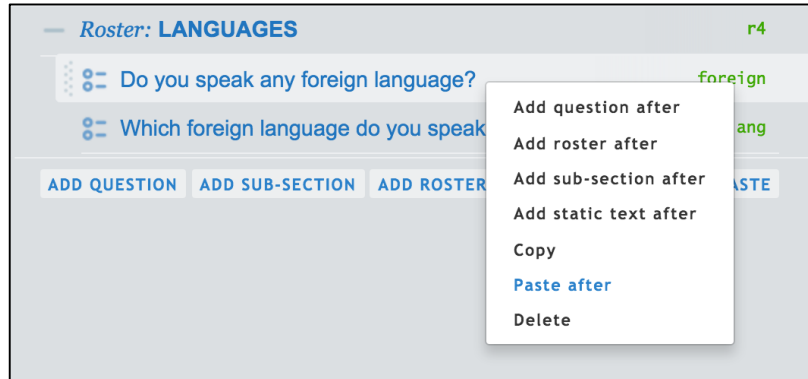 Roster: LANGUAGES r4
Do you speak any foreign language? foreign
Which foreign language do you speak ang
ADD QUESTION ADD SUB-SECTION ADD ROSTER ASTE
Add question after
Add roster after
Add sub-section after
Add static text after
Copy
Paste after
Delete